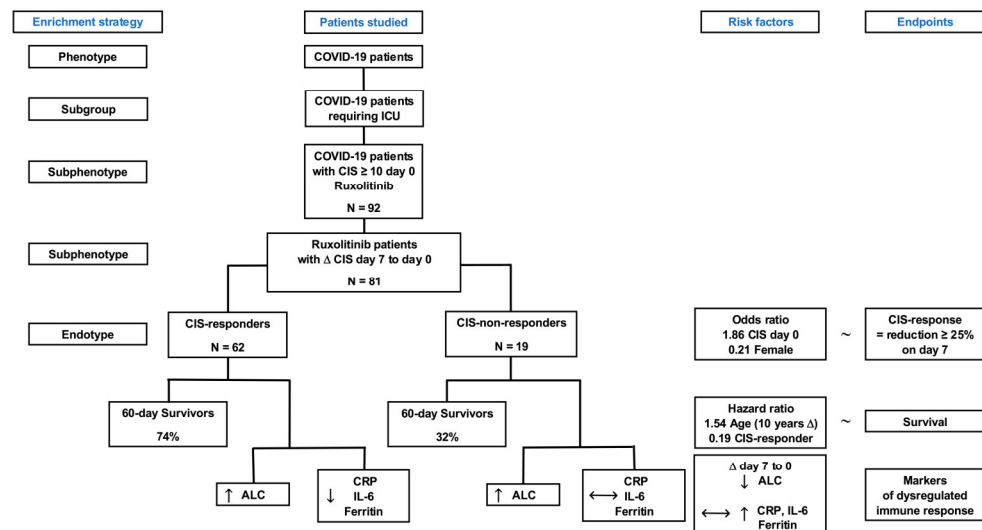 Enrichment strategy
Patients studied
Risk factors
Endpoints
Phenotype
COVID-19 patients
Subgroup
COVID-19 patients
requiring ICU
Subphenotype
COVID-19 patients
with CIS ≥ 10 day 0
Ruxolitinib
N = 92
Subphenotype
Ruxolitinib patients
with Δ CIS day 7 to day 0
N = 81
Endotype
CIS-responders
N = 62
CIS-non-responders
N = 19
Odds ratio
1.86 CIS day 0
0.21 Female
~
CIS-response
= reduction ≥ 25%
on day 7
60-day Survivors
74%
60-day Survivors
32%
Hazard ratio
1.54 Age (10 years Δ)
0.19 CIS-responder
~
Survival
↑ ALC
CRP
↓ IL-6
Ferritin
↑ ALC
CRP
↔ IL-6
Ferritin
Δ day 7 to 0
↓ ALC
↔ ↑ CRP, IL-6
Ferritin
Markers
of dysregulated
immune response